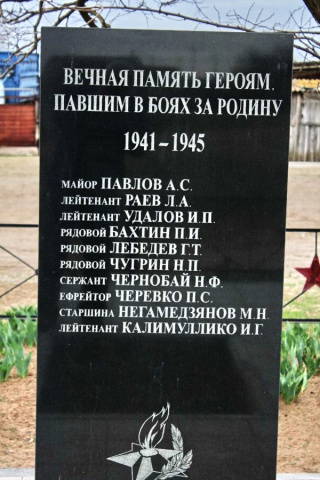 ВЕЧНАЯ ПАМЯТЬ ГЕРОЯМ,
ПАВШИМ В БОЯХ ЗА РОДИНУ
1941-1945
МАЙОР ПАВЛОВ А.С.
ЛЕЙТЕНАНТ РАЕВ Л.А.
ЛЕЙТЕНАНТ УДАЛОВ И.П.
РЯДОВОЙ БАХТИН П.И.
РЯДОВОЙ ЛЕБЕДЕВ Г.Т.
РЯДОВОЙ ЧУГРИН Н.П.
СЕРЖАНТ ЧЕРНОБАЙ Н.Ф.
ЕФРЕЙТОР ЧЕРЕВКО П.С.
СТАРШИНА НЕГАМЕДЗЯНОВ М.Н.
ЛЕЙТЕНАНТ КАЛИМУЛЛИКО И.Г.